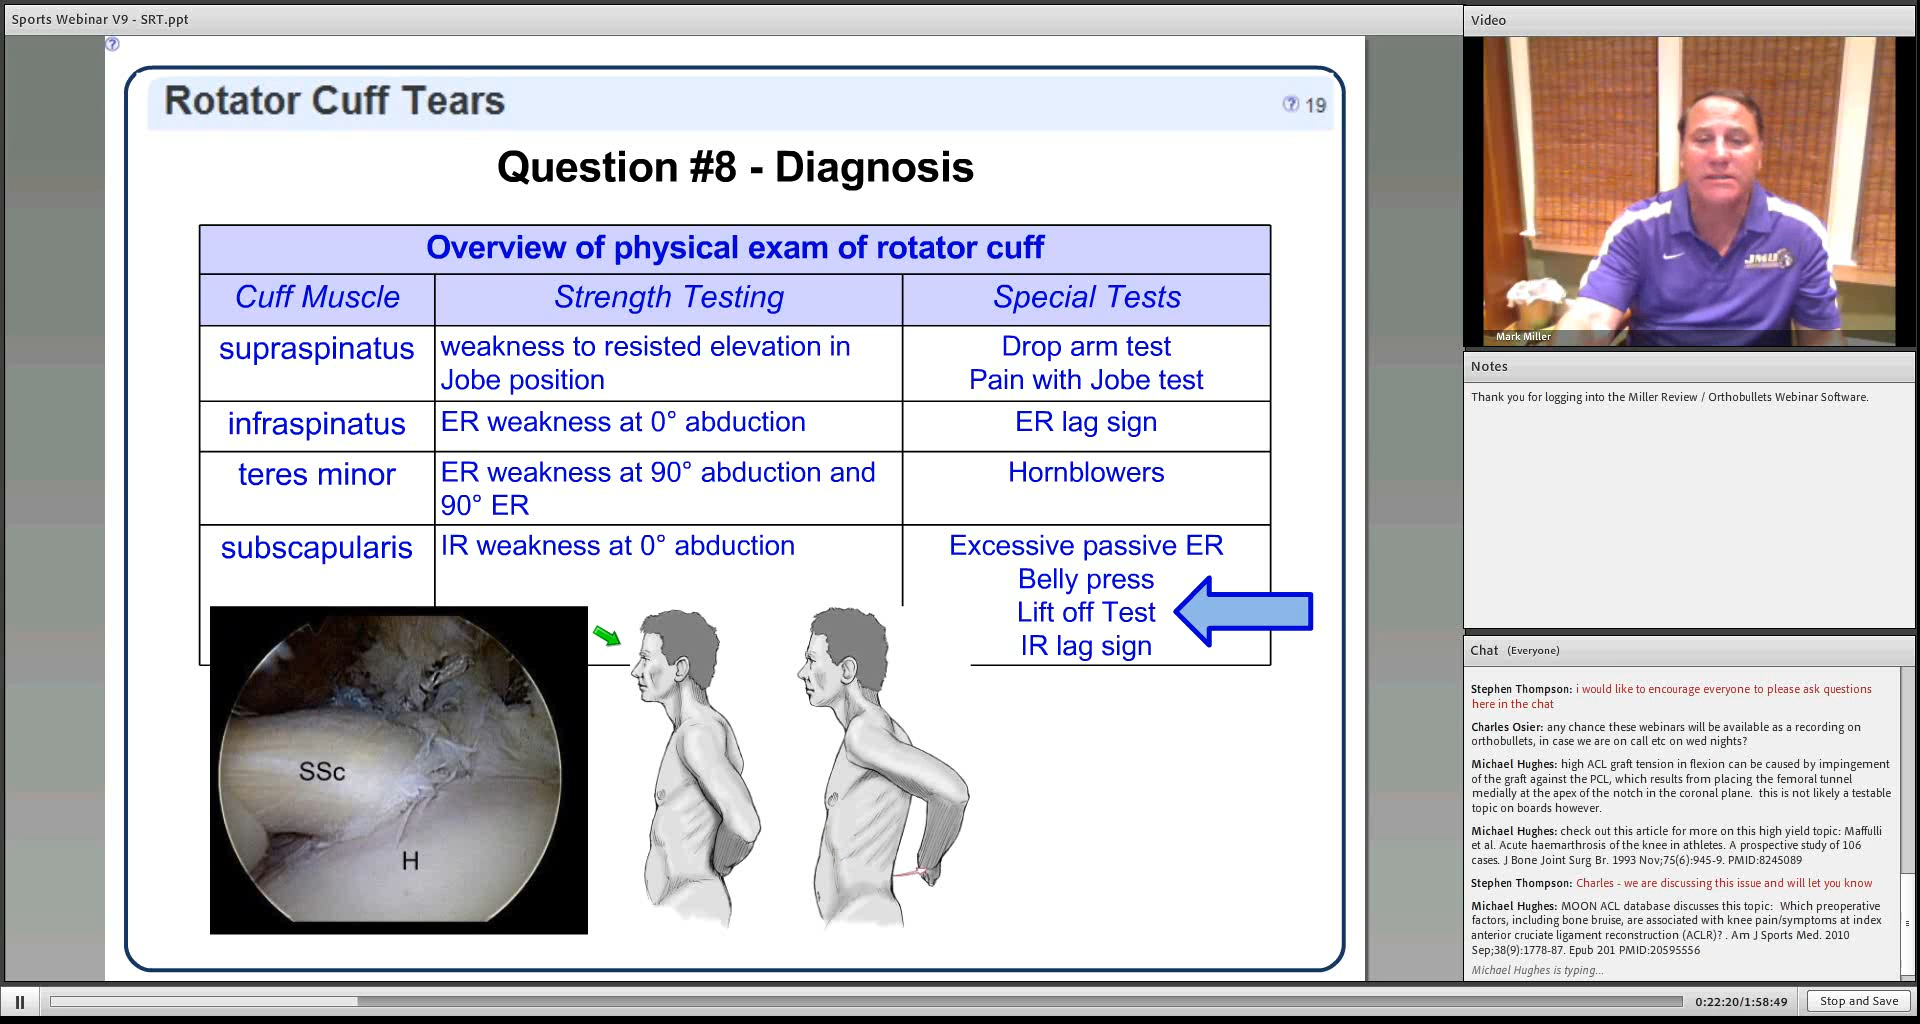 Sports Webinar V9 - SRT.ppt
Rotator Cuff Tears
19
Question #8 - Diagnosis
Overview of physical exam of rotator cuff
Cuff Muscle
Strength Testing
Special Tests
supraspinatus
weakness to resisted elevation in
Jobe position
Drop arm test
Pain with Jobe test
infraspinatus
ER weakness at 0° abduction
ER lag sign
teres minor
ER weakness at 90° abduction and
90° ER
Hornblowers
subscapularis
IR weakness at 0° abduction
Excessive passive ER
Belly press
Lift off Test
IR lag sign
SSc
H
Video
JMU
Mark Miller
Notes
Thank you for logging into the Miller Review / Orthobullets Webinar Software.
Chat (Everyone)
Stephen Thompson: i would like to encourage everyone to please ask questions
here in the chat
Charles Osier: any chance these webinars will be available as a recording on
orthobullets, in case we are on call etc on wed nights?
Michael Hughes: high ACL graft tension in flexion can be caused by impingement
of the graft against the PCL, which results from placing the femoral tunnel
medially at the apex of the notch in the coronal plane. this is not likely a testable
topic on boards however.
Michael Hughes: check out this article for more on this high yield topic: Maffulli
et al. Acute haemarthrosis of the knee in athletes. A prospective study of 106
cases. J Bone Joint Surg Br. 1993 Nov;75(6):945-9. PMID:8245089
Stephen Thompson: Charles - we are discussing this issue and will let you know
Michael Hughes: MOON ACL database discusses this topic: Which preoperative
factors, including bone bruise, are associated with knee pain/symptoms at index
anterior cruciate ligament reconstruction (ACLR)? . Am J Sports Med. 2010
Sep;38(9):1778-87. Epub 201 PMID:20595556
Michael Hughes is typing...
0:22:20/1:58:49
Stop and Save